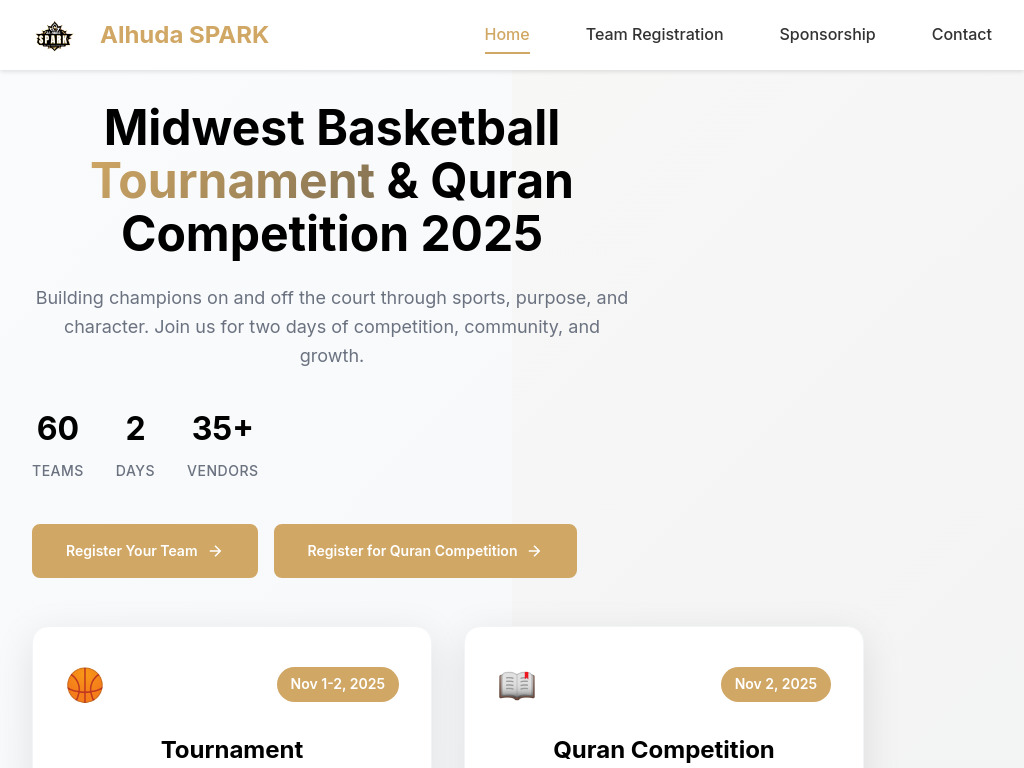 SPARK
Alhuda SPARK
Home
Team Registration
Sponsorship
Contact
Midwest Basketball
Tournament & Quran
Competition 2025
Building champions on and off the court through sports, purpose, and
character. Join us for two days of competition, community, and
growth.
60
2
35+
TEAMS
DAYS
VENDORS
Register Your Team →
Register for Quran Competition →
Nov 1-2, 2025
Nov 2, 2025
Tournament
Quran Competition